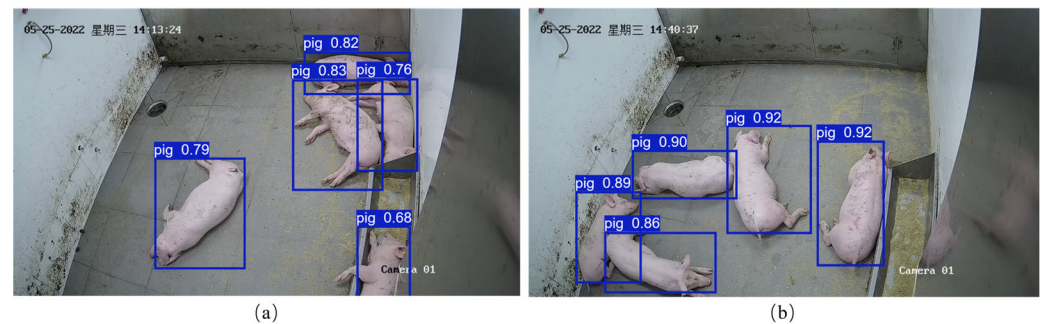 05-25-2022 星期三 14:13:24
pig 0.82
pig 0.83
pig 0.76
pig 0.79
pig 0.68
Camera 01
(a)
05-25-2022 星期三 14:40:37
pig 0.92
pig 0.92
pig 0.90
pig 0.89
pig 0.86
Camera 01
(b)